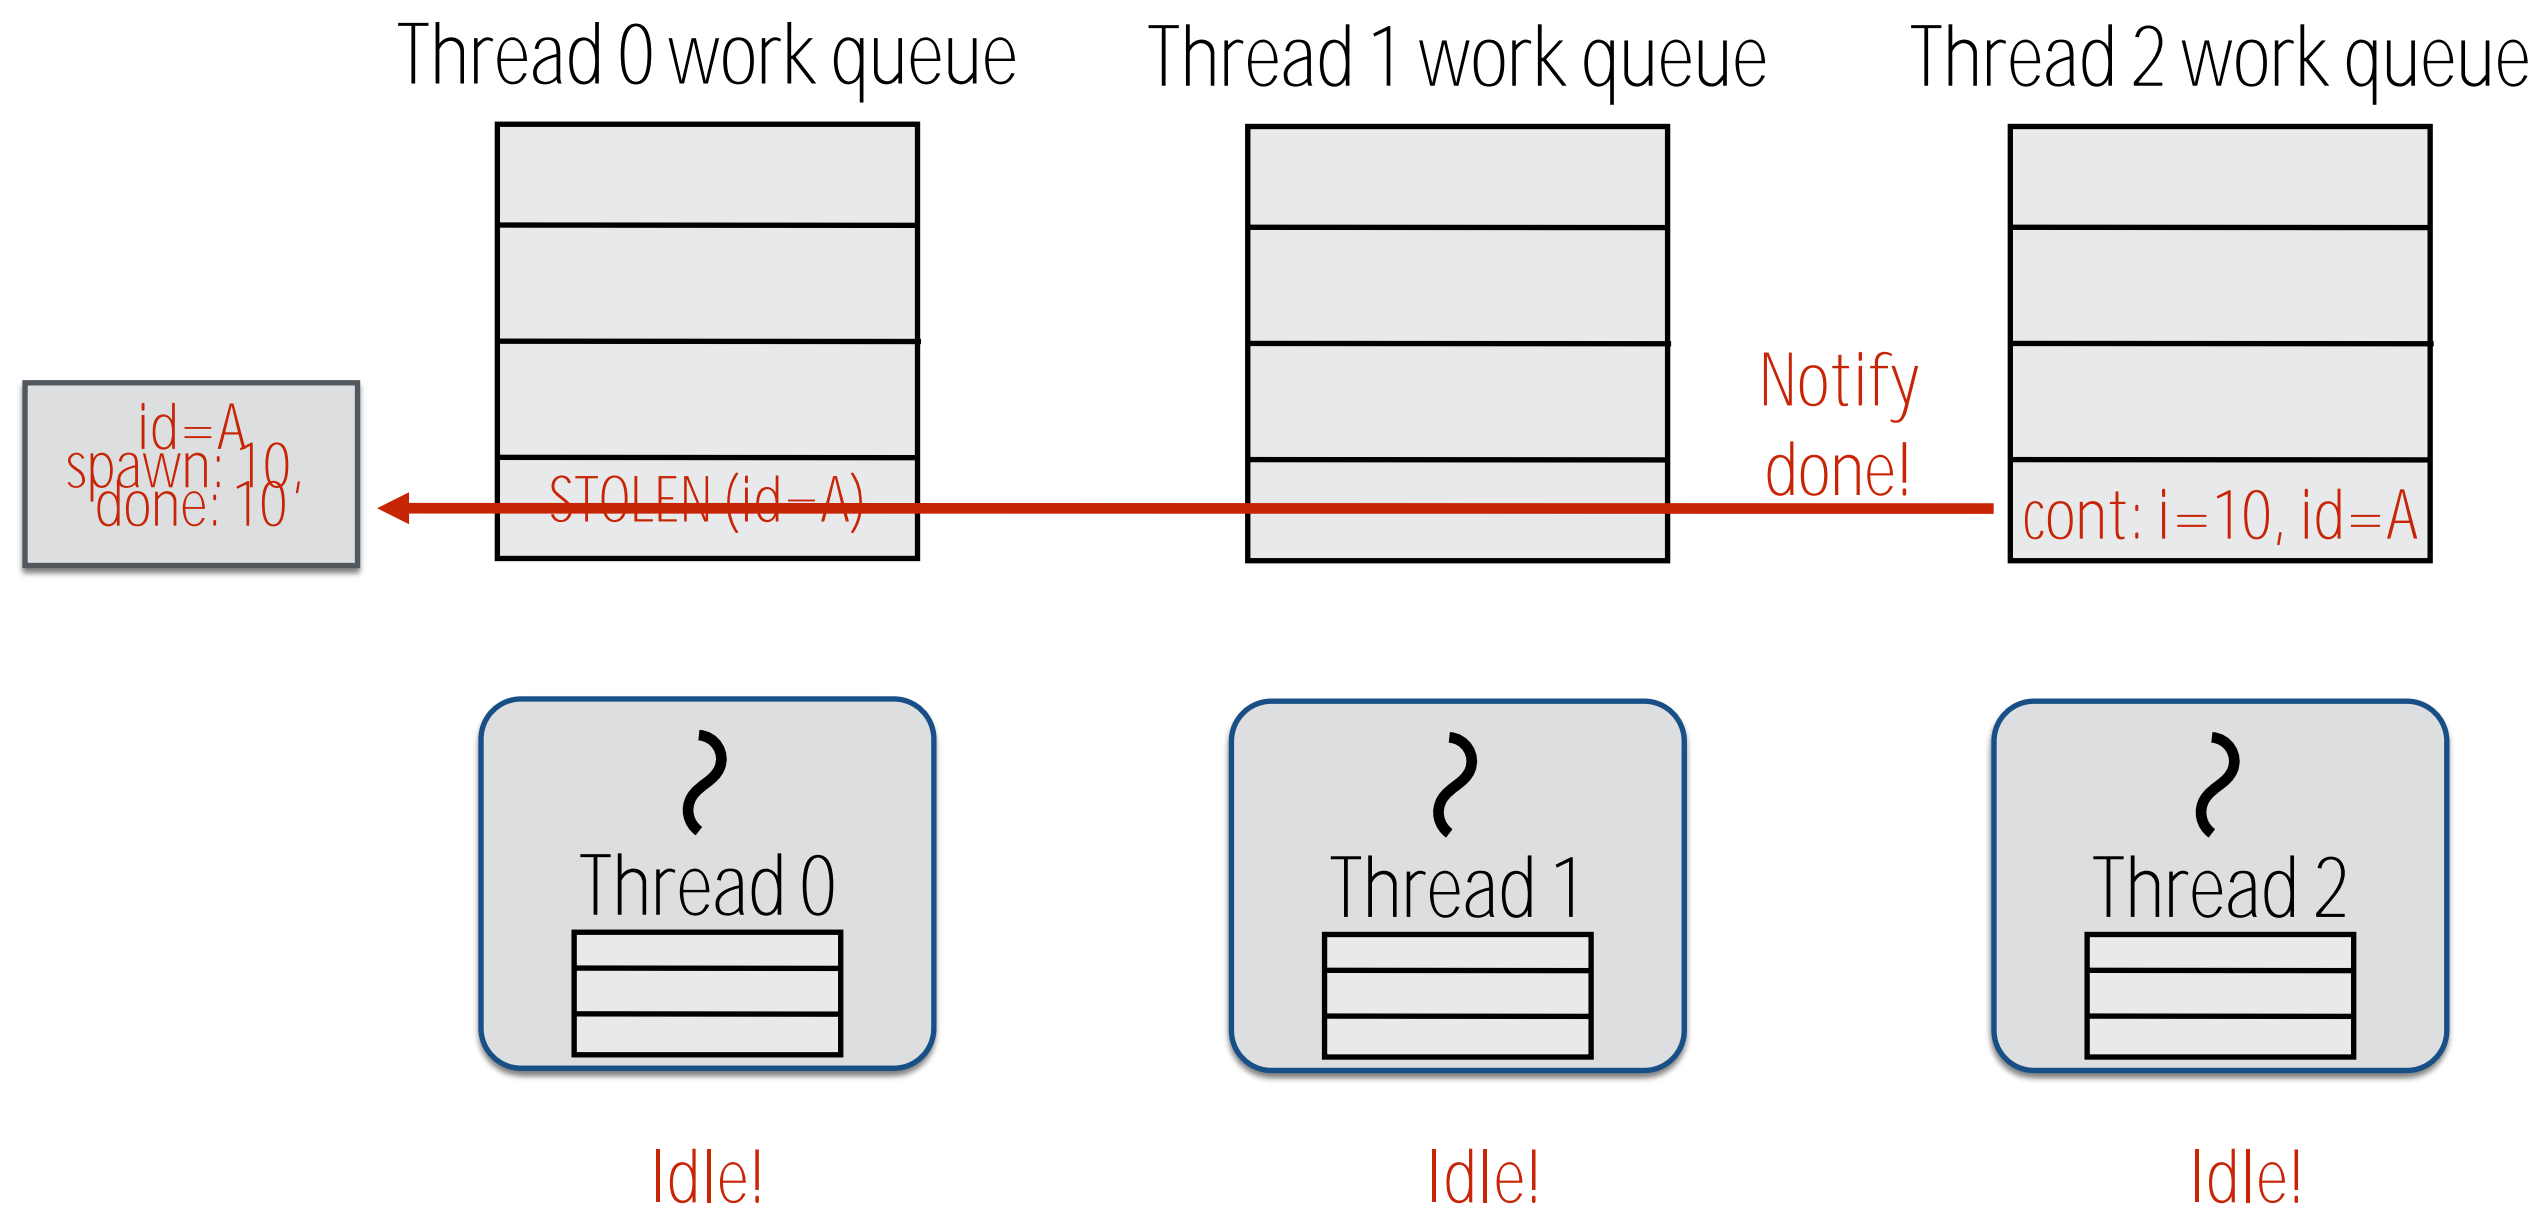 Thread 0 work queue
Thread 1 work queue
Thread 2 work queue
id=A
spawn: 10,
done: 10
STOLEN (id=A)
Notify
done!
cont: i=10, id=A
Thread 0
Thread 1
Thread 2
Idle!
Idle!
Idle!